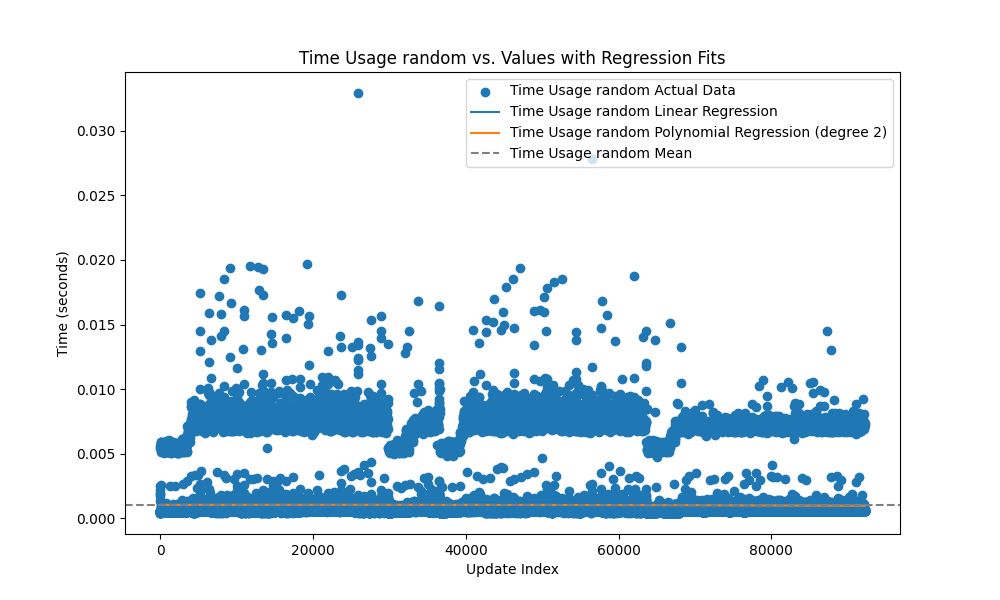 Time Usage random vs. Values with Regression Fits
Time Usage random Actual Data
Time Usage random Linear Regression
Time Usage random Polynomial Regression (degree 2)
Time Usage random Mean
Time (seconds)
0.030
0.025
0.020
0.015
0.010
0.005
0.000
0
20000
40000
60000
80000
Update Index